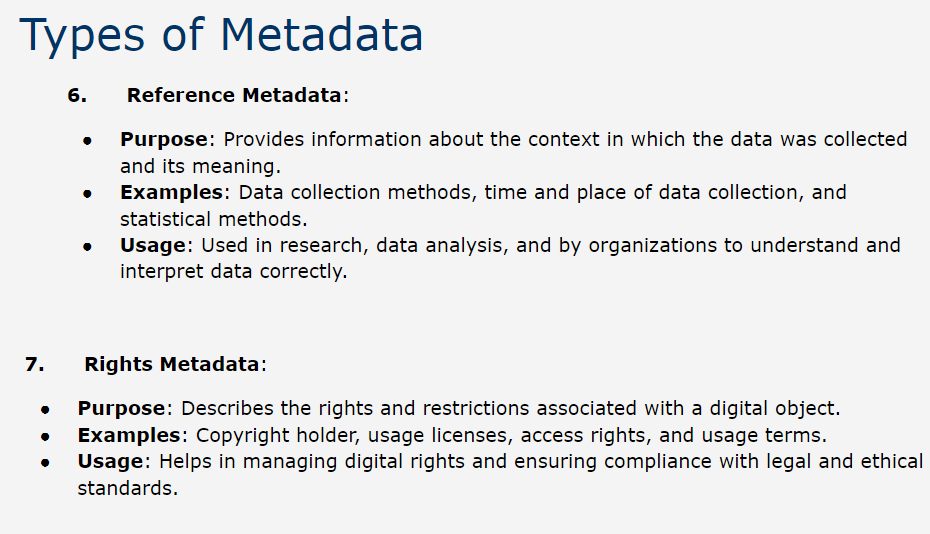 Types of Metadata
6. Reference Metadata:
● Purpose: Provides information about the context in which the data was collected
and its meaning.
● Examples: Data collection methods, time and place of data collection, and
statistical methods.
● Usage: Used in research, data analysis, and by organizations to understand and
interpret data correctly.
7. Rights Metadata:
● Purpose: Describes the rights and restrictions associated with a digital object.
● Examples: Copyright holder, usage licenses, access rights, and usage terms.
● Usage: Helps in managing digital rights and ensuring compliance with legal and ethical
standards.